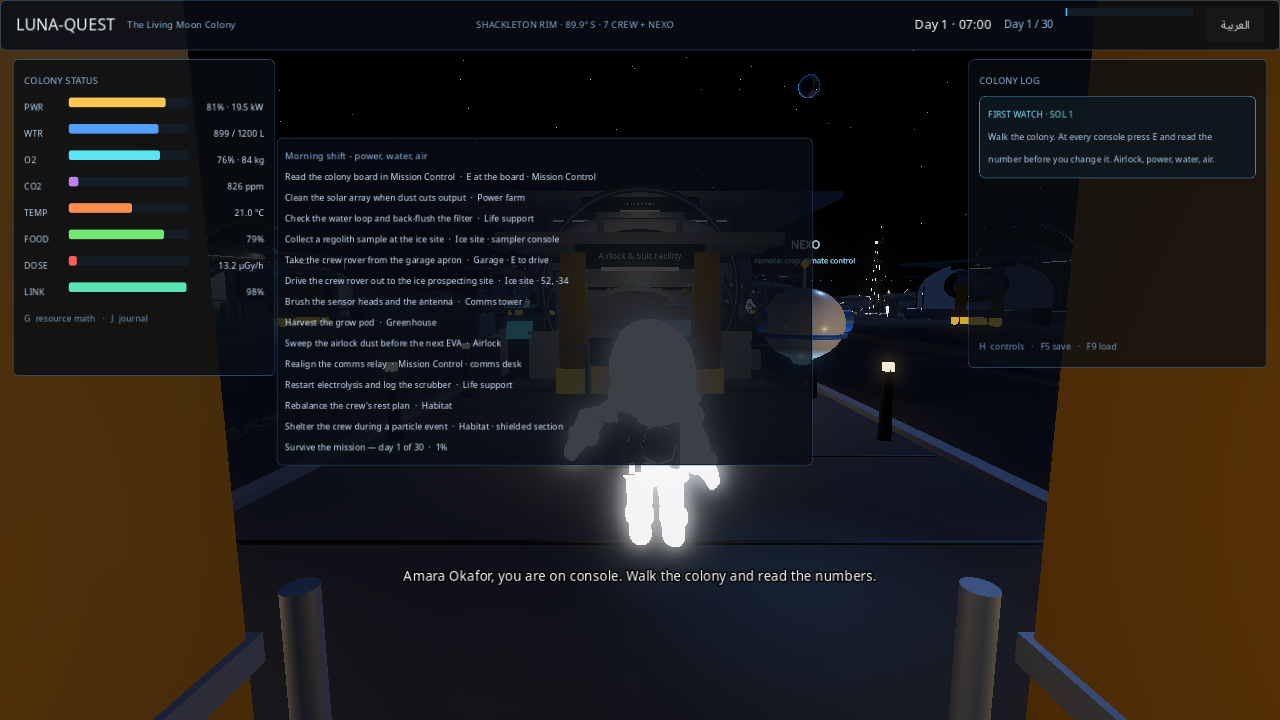 LUNA-QUEST The Living Moon Colony
SHACKLETON RIM · 89.9° S · 7 CREW + NEXO
Day 1 · 07:00 Day 1 / 30
العربية
COLONY STATUS
PWR 81% · 19.5 kW
WTR 899 / 1200 L
O2 76% · 84 kg
CO2 826 ppm
TEMP 21.0 °C
FOOD 79%
DOSE 13.2 µGy/h
LINK 98%
G resource math · J journal
Morning shift - power, water, air
Read the colony board in Mission Control · E at the board · Mission Control
Clean the solar array when dust cuts output · Power farm
Check the water loop and back-flush the filter · Life support
Collect a regolith sample at the ice site · Ice site · sampler console
Take the crew rover from the garage apron · Garage · E to drive
Drive the crew rover out to the ice prospecting site · Ice site · 52, -34
Brush the sensor heads and the antenna · Comms tower
Harvest the grow pod · Greenhouse
Sweep the airlock dust before the next EVA · Airlock
Realign the comms relay · Mission Control · comms desk
Restart electrolysis and log the scrubber · Life support
Rebalance the crew's rest plan · Habitat
Shelter the crew during a particle event · Habitat · shielded section
Survive the mission — day 1 of 30 · 1%
Airlock & Suit Facility
NEXO
remote: crop, climate control
COLONY LOG
FIRST WATCH · SOL 1
Walk the colony. At every console press E and read the
number before you change it. Airlock, power, water, air.
H controls · F5 save · F9 load
Amara Okafor, you are on console. Walk the colony and read the numbers.